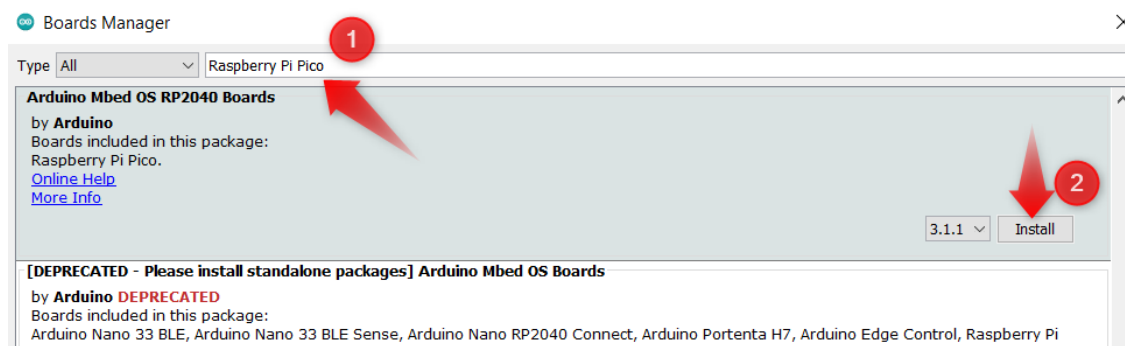 Boards Manager
1
Type All Raspberry Pi Pico
Arduino Mbed OS RP2040 Boards
by Arduino
Boards included in this package:
Raspberry Pi Pico.
Online Help
More Info
2
3.1.1 Install
[DEPRECATED - Please install standalone packages] Arduino Mbed OS Boards
by Arduino DEPRECATED
Boards included in this package:
Arduino Nano 33 BLE, Arduino Nano 33 BLE Sense, Arduino Nano RP2040 Connect, Arduino Portenta H7, Arduino Edge Control, Raspberry Pi